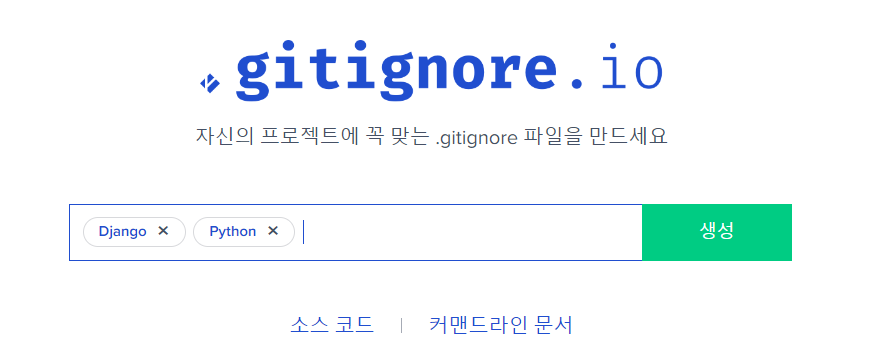 gitignore.io
자신의 프로젝트에 꼭 맞는 .gitignore 파일을 만드세요
Django × Python × 생성
소스 코드 | 커맨드라인 문서